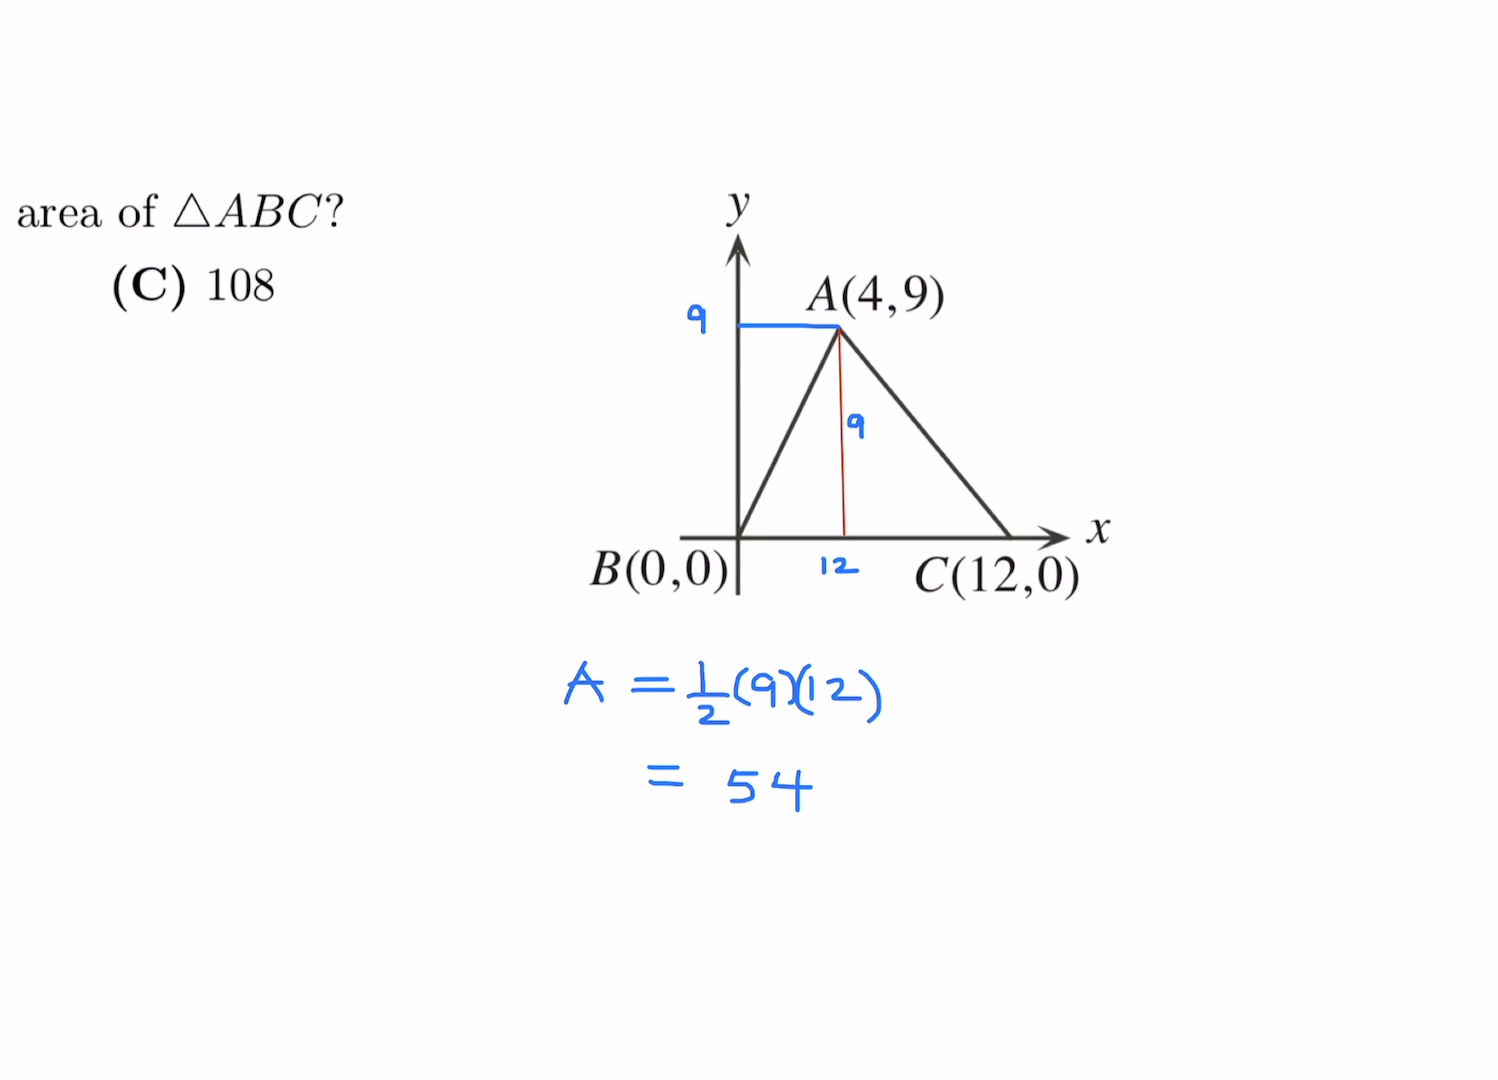 area of △ABC?
(C) 108
y
A(4,9)
9
9
x
B(0,0)
12
C(12,0)
A = 1/2(9)(12)
= 54